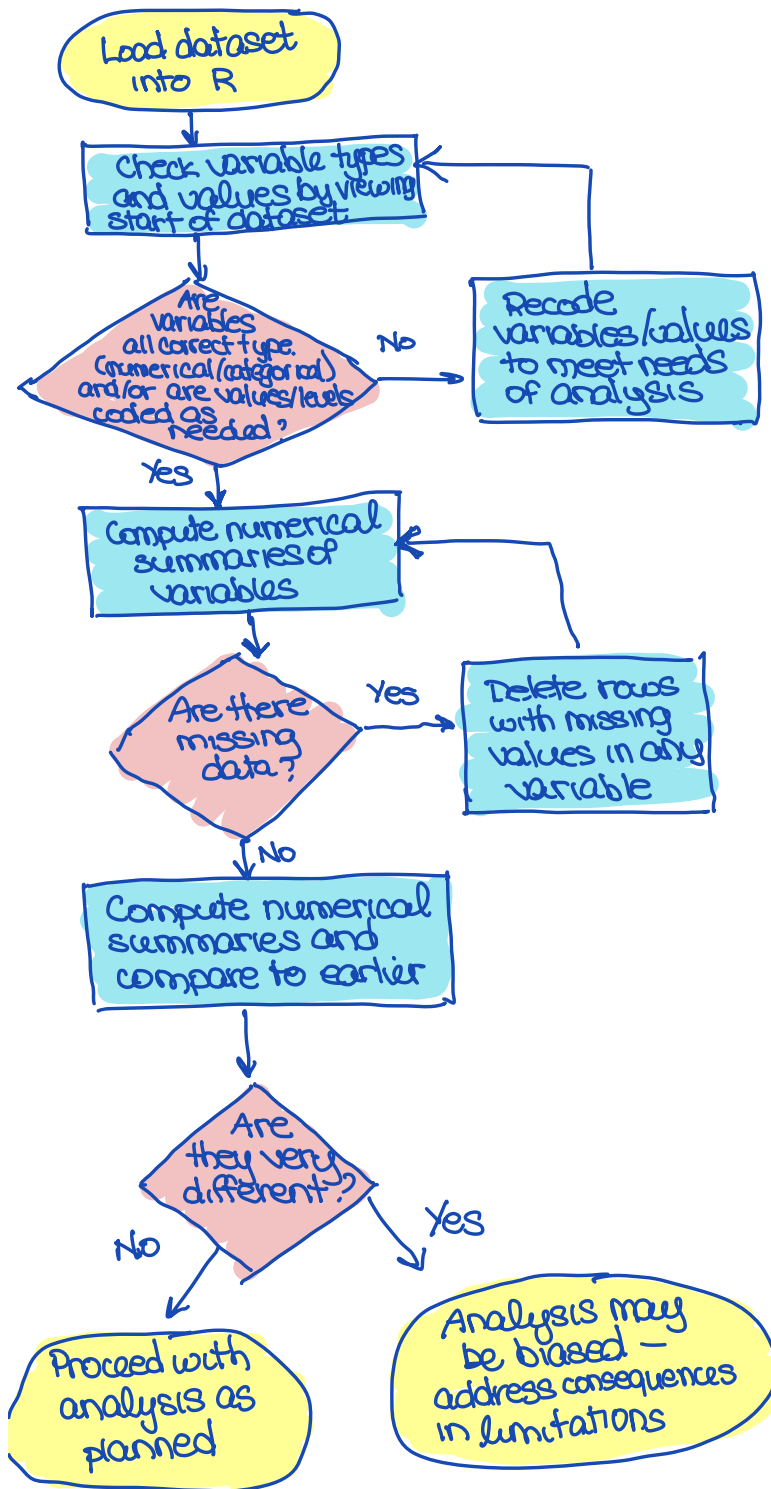 Load dataset
into R
Check variable types
and values by viewing
start of dataset
Are
variables
all correct type.
(numerical/categorical)
and/or are values/levels
coded as
needed?
No
Recode
variables/values
to meet needs
of analysis
Yes
Compute numerical
summaries of
variables
Are there
missing
data?
Yes
Delete rows
with missing
values in any
variable
No
Compute numerical
summaries and
compare to earlier
Are
they very
different?
No
Yes
Proceed with
analysis as
planned
Analysis may
be biased –
address consequences
in limitations